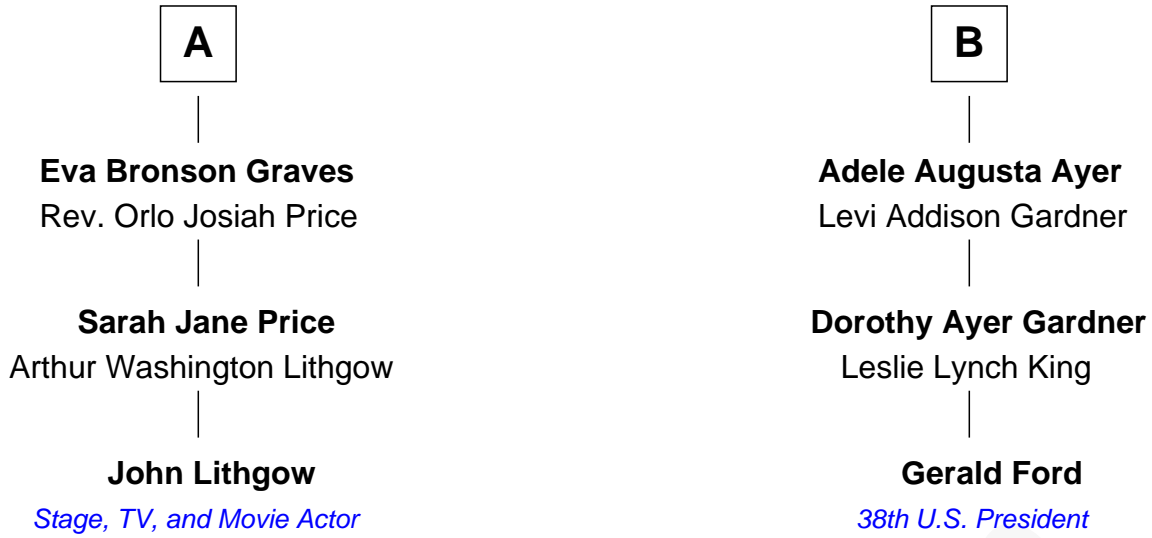 A
Eva Bronson Graves
Rev. Orlo Josiah Price
Sarah Jane Price
Arthur Washington Lithgow
John Lithgow
Stage, TV, and Movie Actor
B
Adele Augusta Ayer
Levi Addison Gardner
Dorothy Ayer Gardner
Leslie Lynch King
Gerald Ford
38th U.S. President